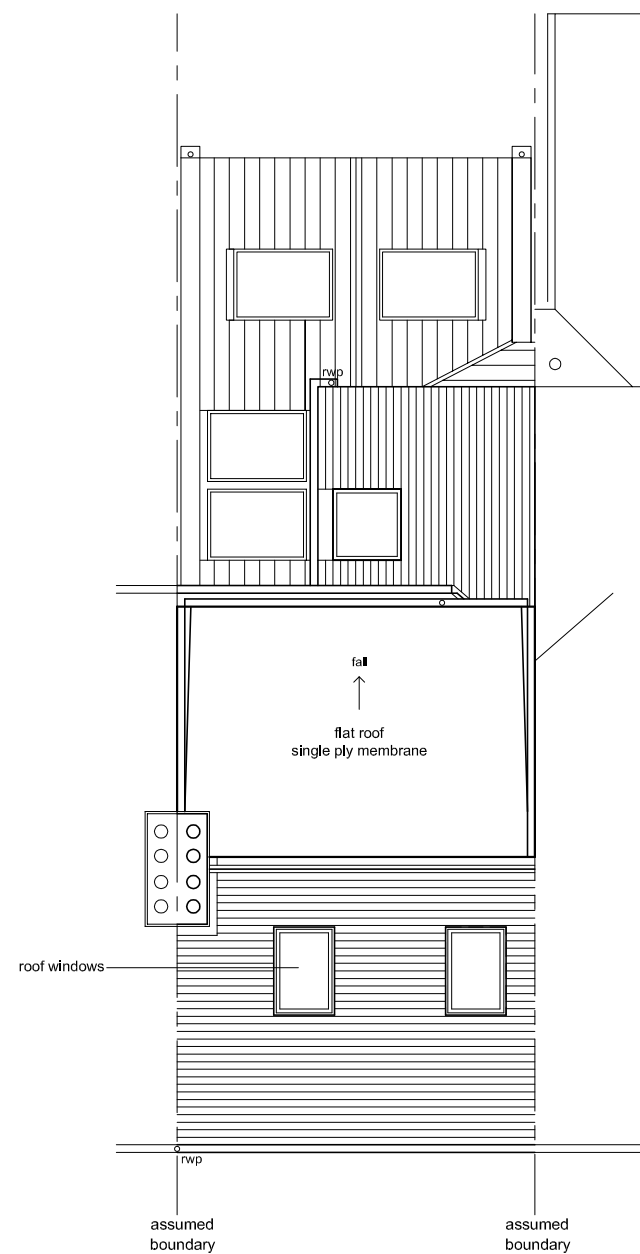 rwp
fall
flat roof
single ply membrane
roof windows
rwp
assumed
boundary
assumed
boundary